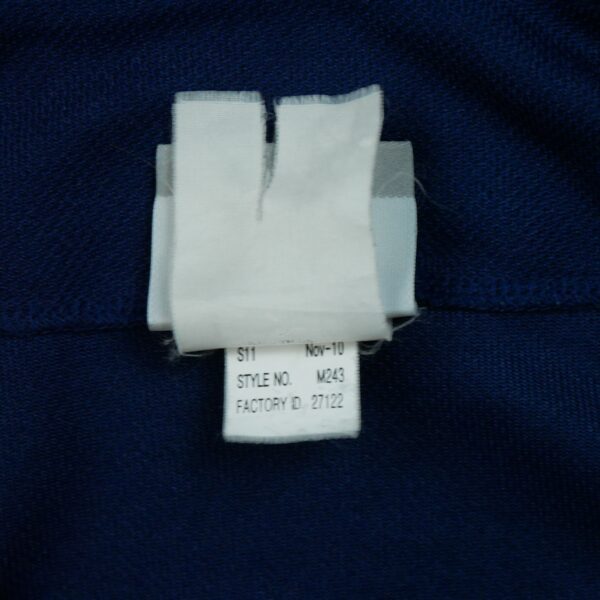 S11 Nov-10
STYLE NO. M243
FACTORY ID 27122